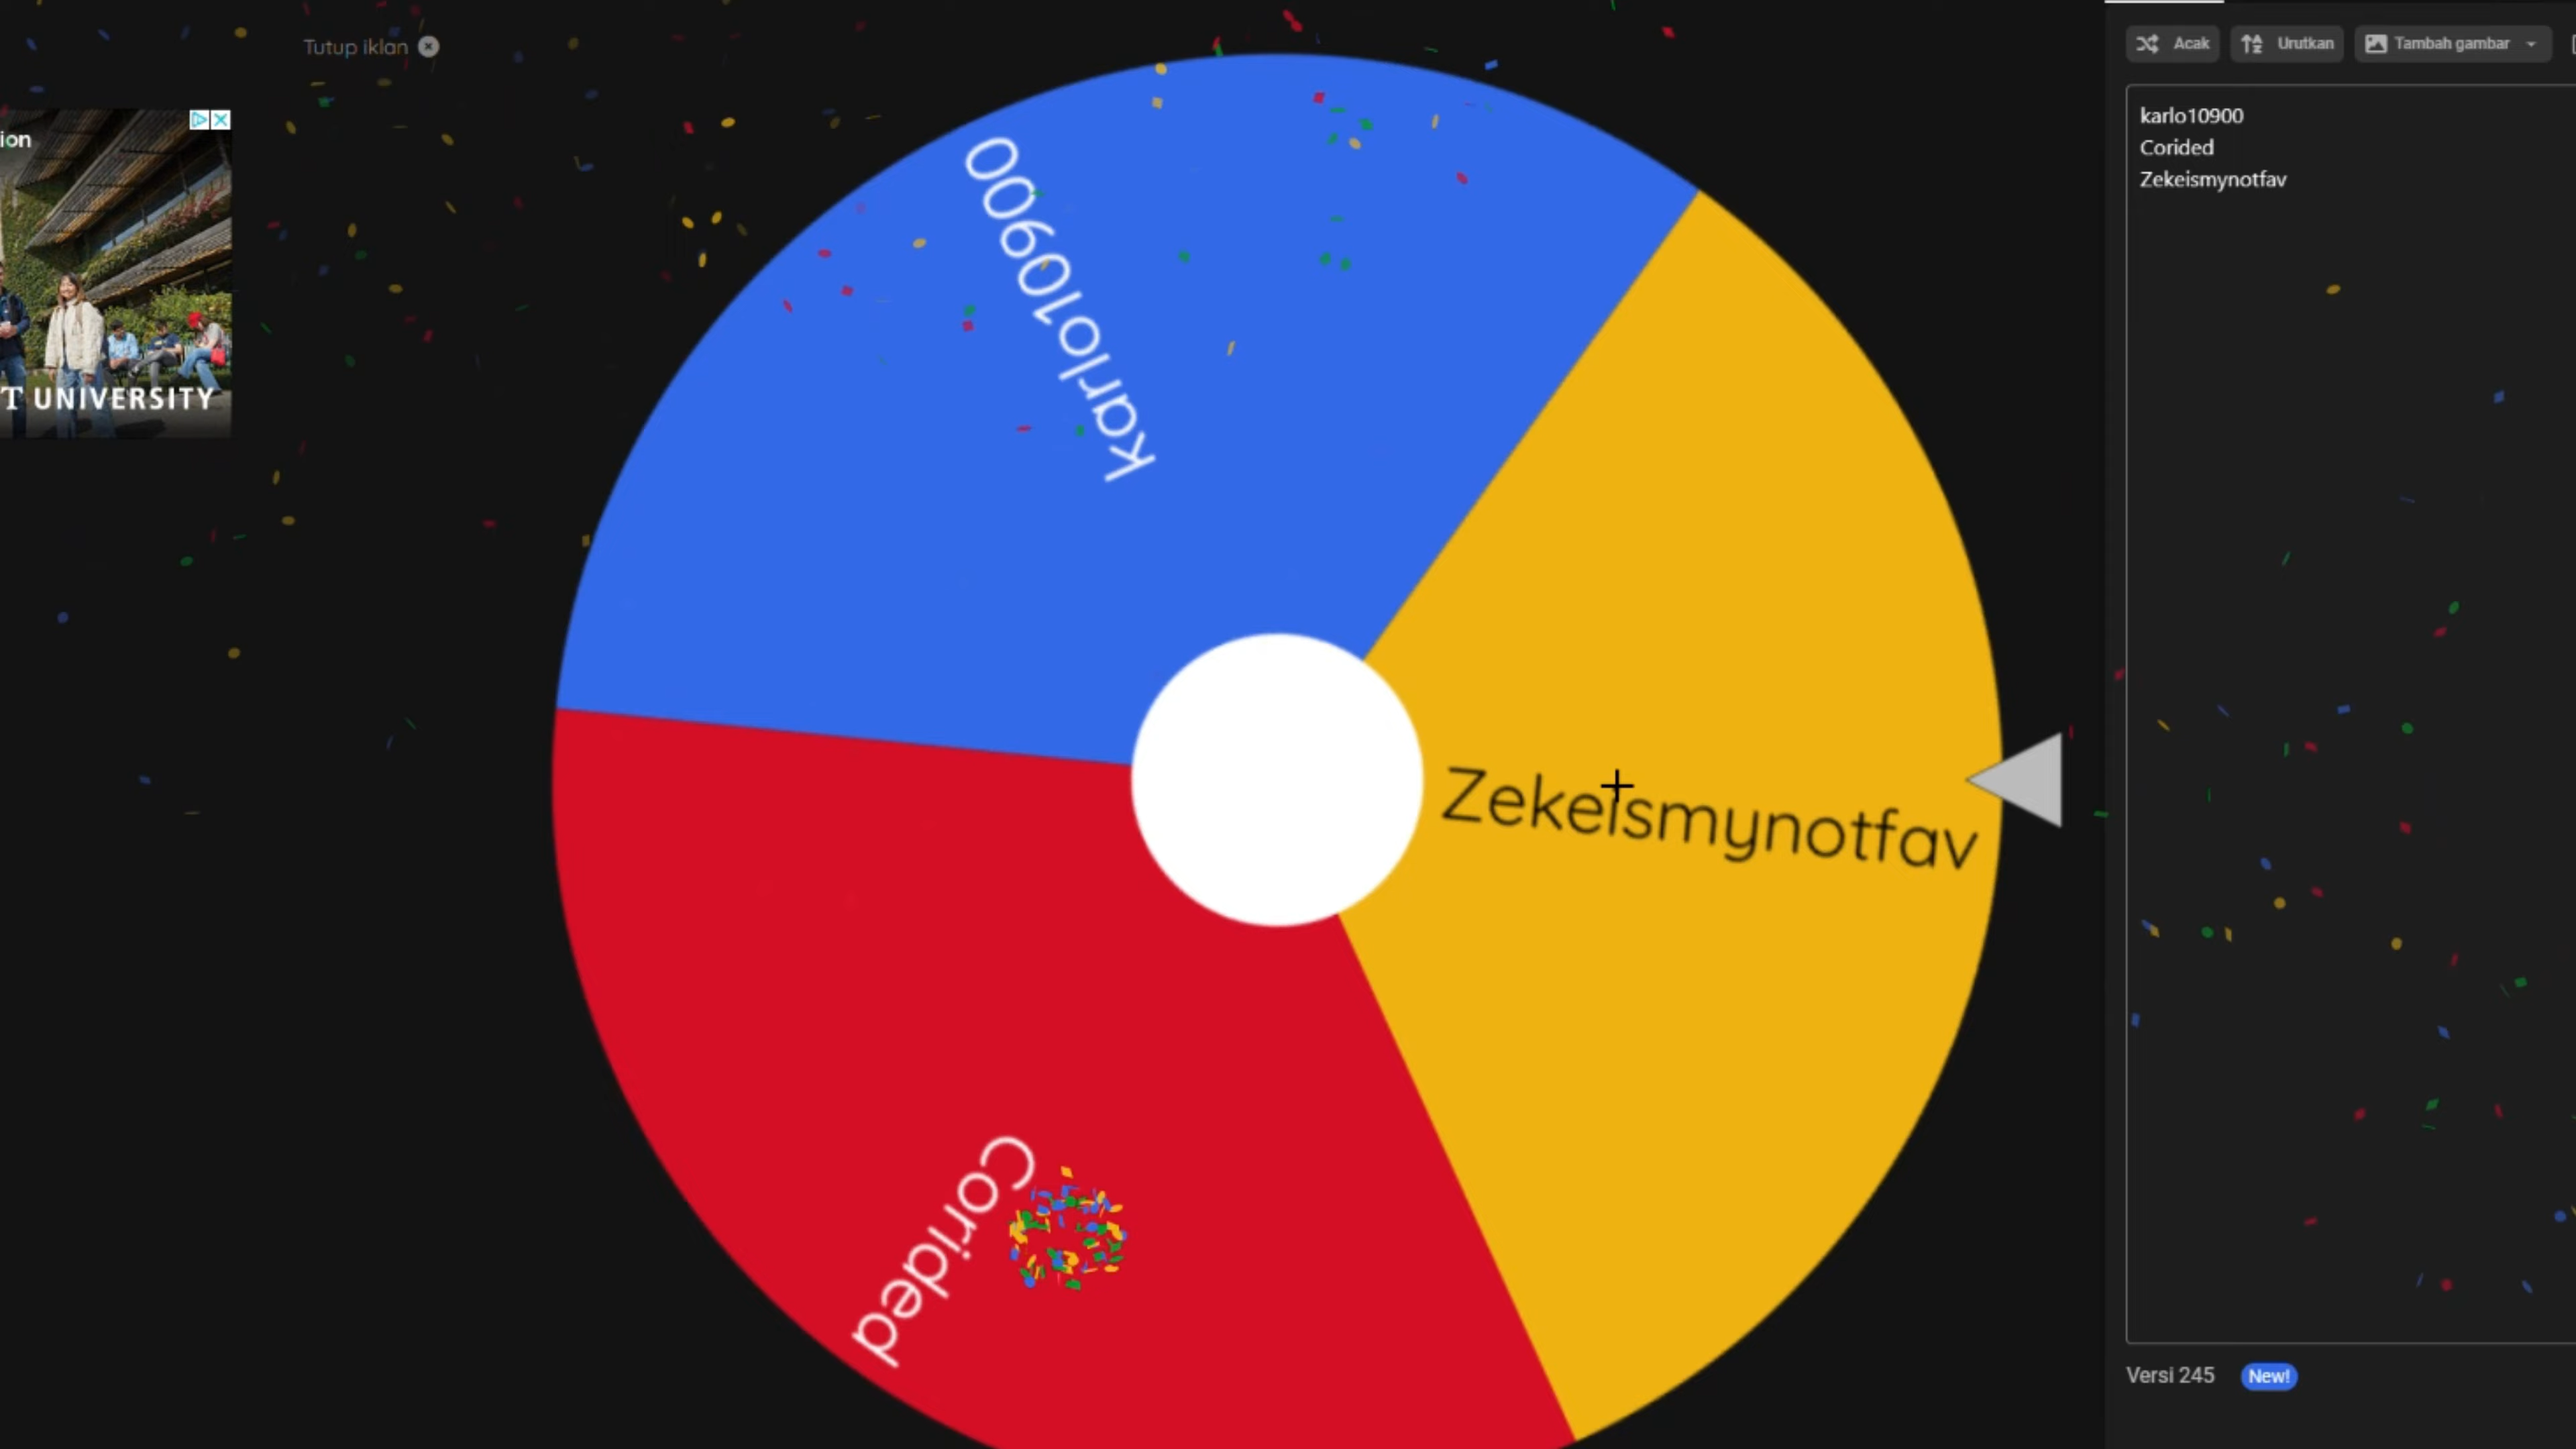 Tutup iklan
ion
T UNIVERSITY
karlo10900
Zekeismynotfav
Corided
Acak
Urutkan
Tambah gambar
karlo10900
Corided
Zekeismynotfav
Versi 245
New!